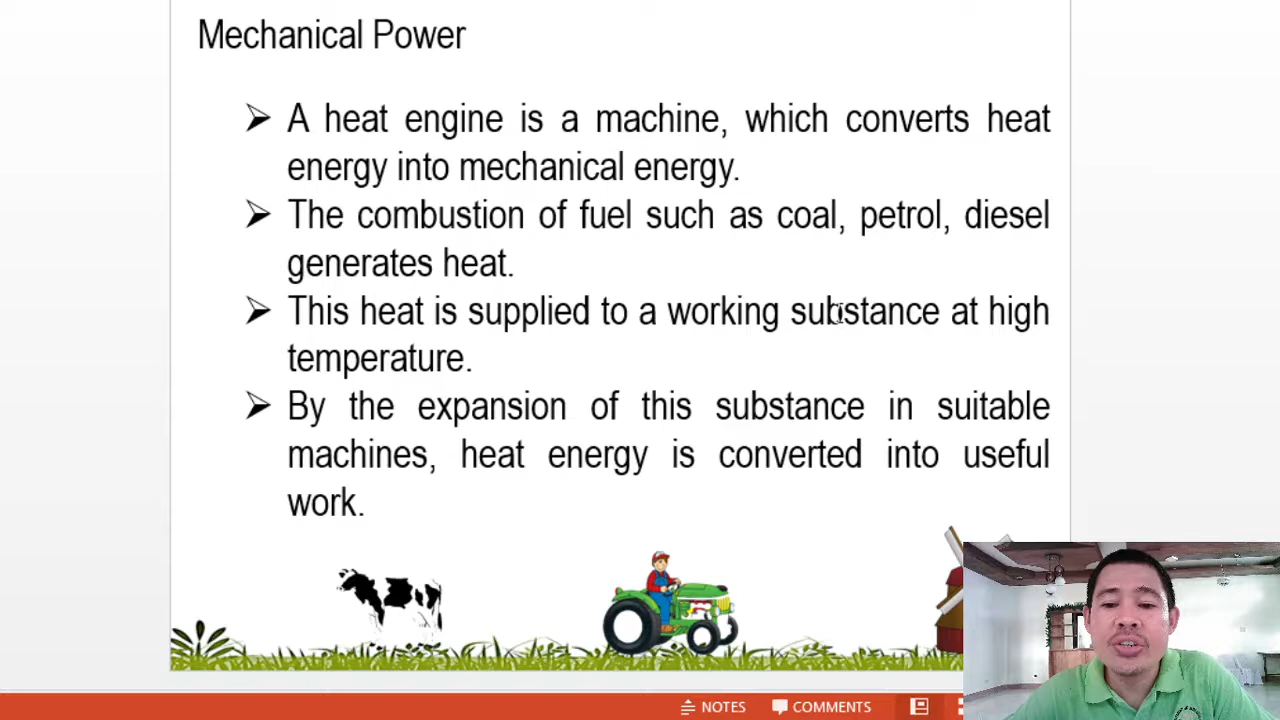 Mechanical Power
➢ A heat engine is a machine, which converts heat
energy into mechanical energy.
➢ The combustion of fuel such as coal, petrol, diesel
generates heat.
➢ This heat is supplied to a working substance at high
temperature.
➢ By the expansion of this substance in suitable
machines, heat energy is converted into useful
work.
NOTES COMMENTS